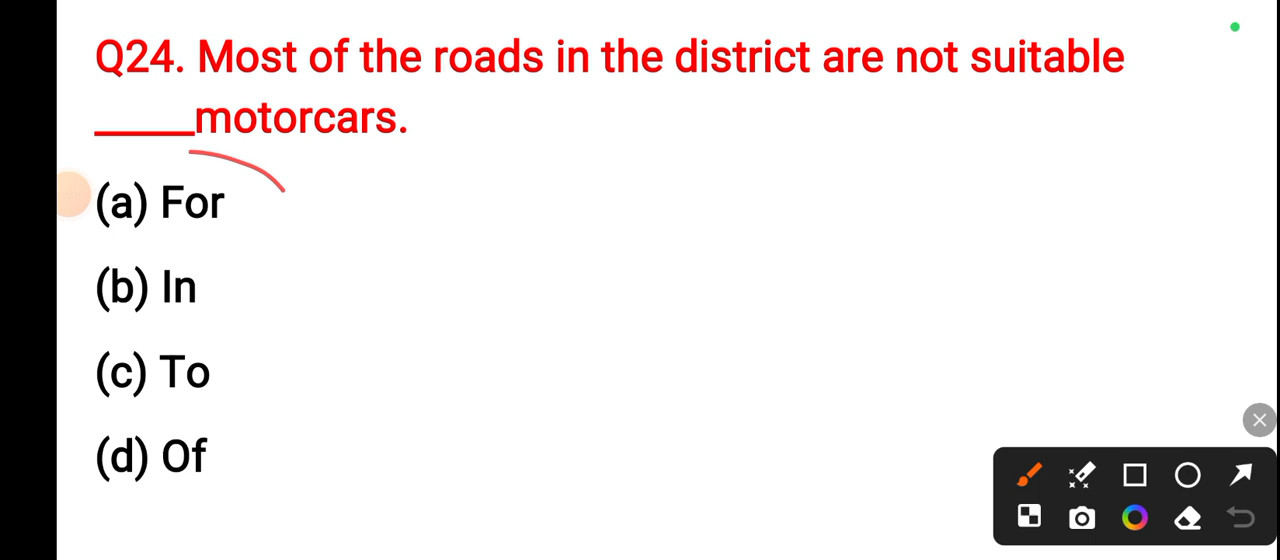 Q24. Most of the roads in the district are not suitable
_____motorcars.
(a) For
(b) In
(c) To
(d) Of